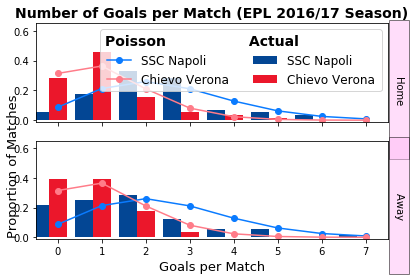 Number of Goals per Match (EPL 2016/17 Season)
Poisson Actual
SSC Napoli SSC Napoli
Chievo Verona Chievo Verona
0.6
0.4
0.2
0.0
Home
0.6
0.4
0.2
0.0
Away
Proportion of Matches
0 1 2 3 4 5 6 7
Goals per Match